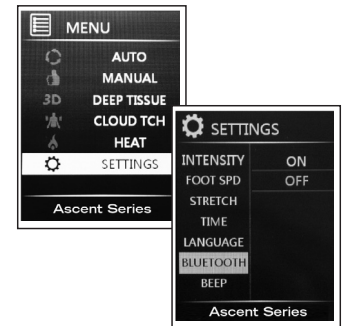 MENU
AUTO
MANUAL
3D DEEP TISSUE
CLOUD TCH
HEAT
SETTINGS
Ascent Series
SETTINGS
INTENSITY ON
FOOT SPD OFF
STRETCH
TIME
LANGUAGE
BLUETOOTH
BEEP
Ascent Series